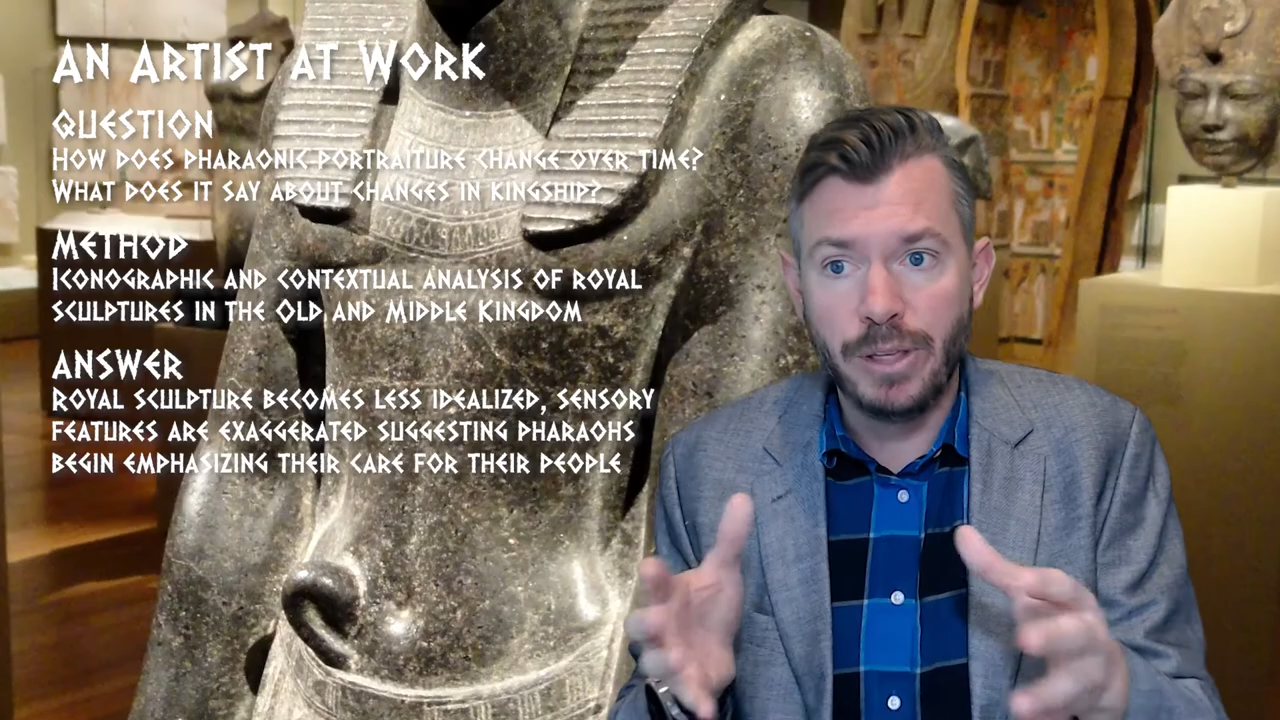 An Artist at Work
Question
How does pharaonic portraiture change over time?
What does it say about changes in kingship?
Method
Iconographic and contextual analysis of royal
sculptures in the Old and Middle Kingdom
Answer
Royal sculpture becomes less idealized, sensory
features are exaggerated suggesting pharaohs
begin emphasizing their care for their people